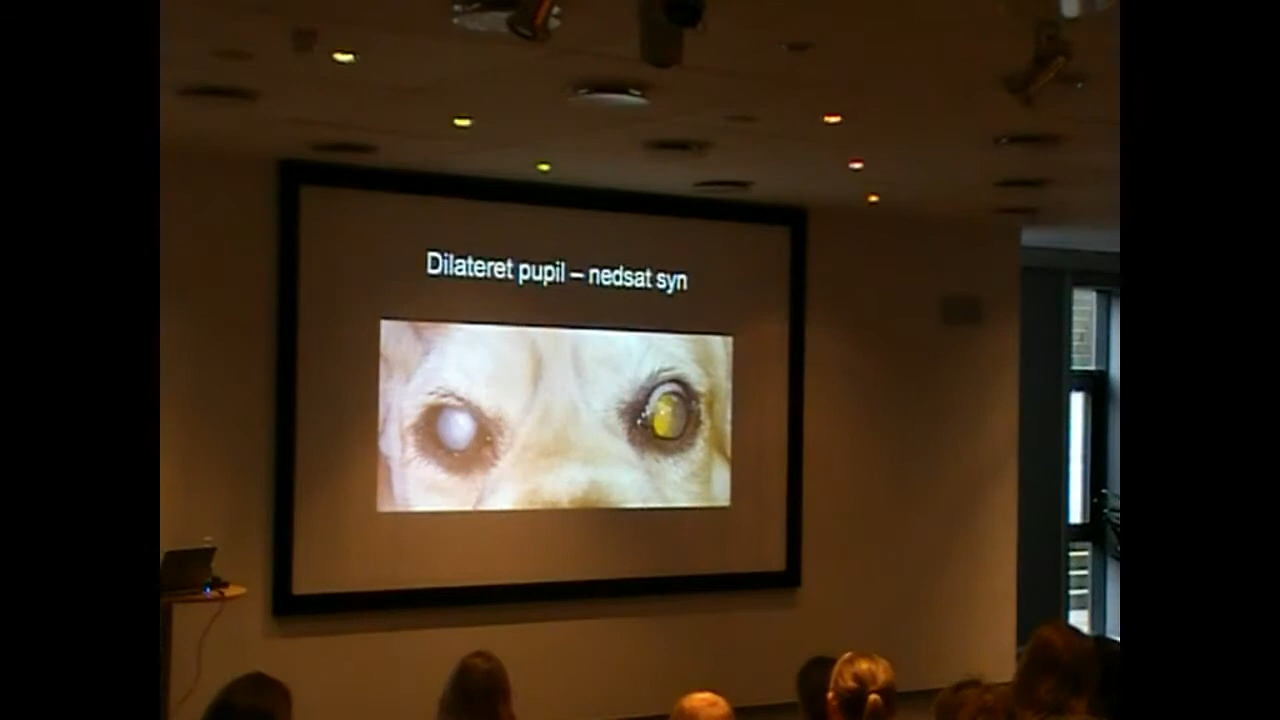 Dilateret pupil – nedsat syn